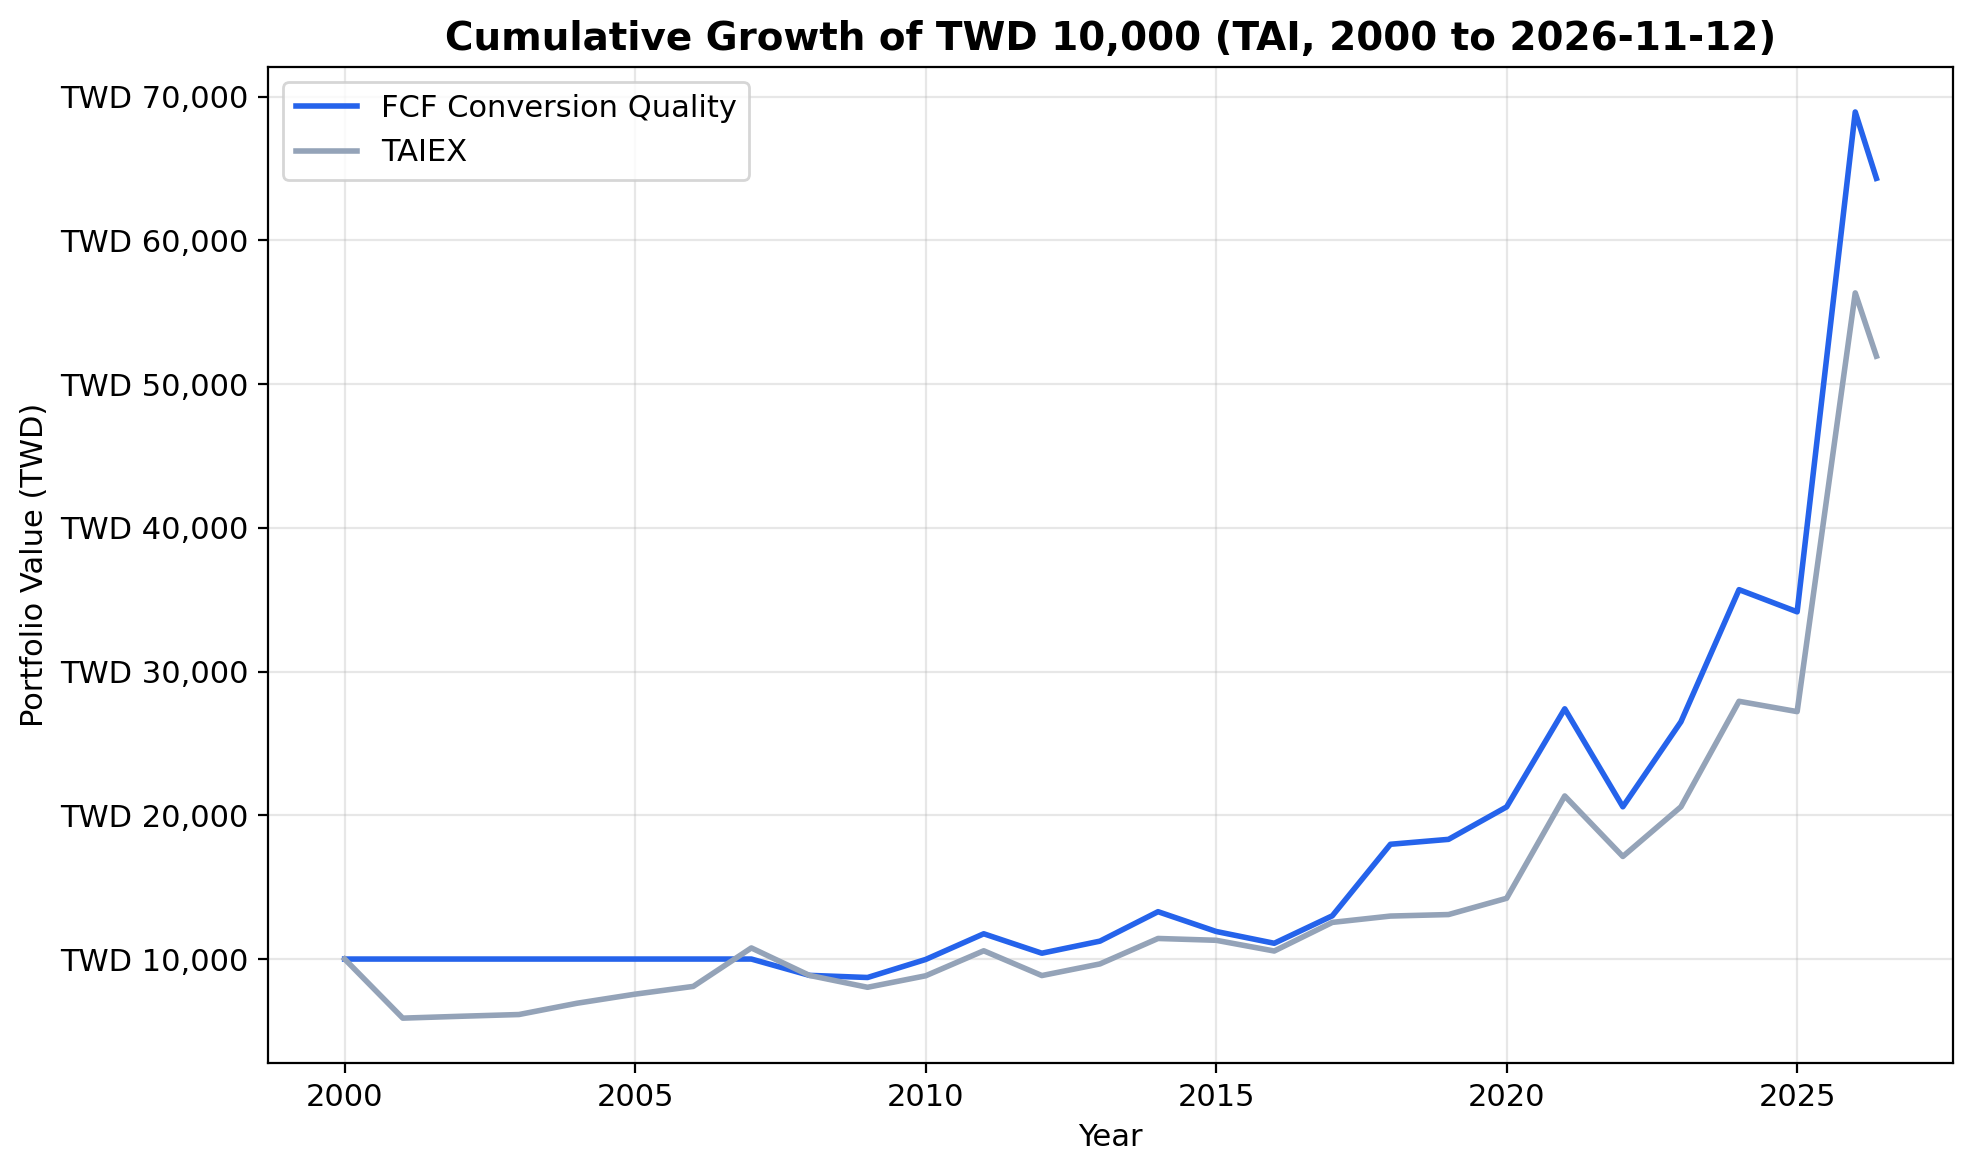 Cumulative Growth of TWD 10,000 (TAI, 2000 to 2026-11-12)
FCF Conversion Quality
TAIEX
TWD 70,000
TWD 60,000
TWD 50,000
TWD 40,000
TWD 30,000
TWD 20,000
TWD 10,000
Portfolio Value (TWD)
2000
2005
2010
2015
2020
2025
Year